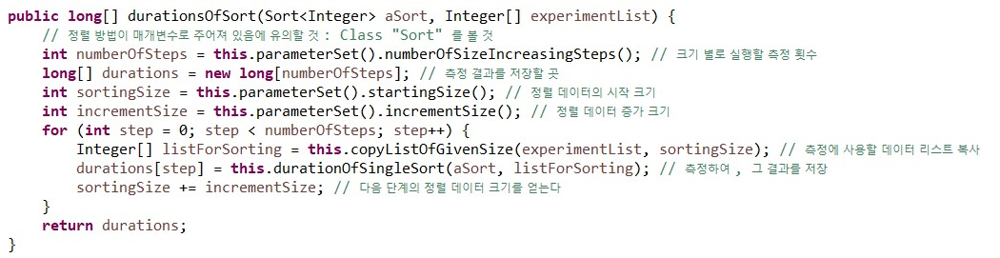 public long[] durationsOfSort(Sort<Integer> aSort, Integer[] experimentList) {
// 정렬 방법이 매개변수로 주어져 있음에 유의할 것 : Class "Sort" 를 볼 것
int numberOfSteps = this.parameterSet().numberOfSizeIncreasingSteps(); // 크기 별로 실행할 측정 횟수
long[] durations = new long[numberOfSteps]; // 측정 결과를 저장할 곳
int sortingSize = this.parameterSet().startingSize(); // 정렬 데이터의 시작 크기
int incrementSize = this.parameterSet().incrementSize(); // 정렬 데이터 증가 크기
for (int step = 0; step < numberOfSteps; step++) {
Integer[] listForSorting = this.copyListOfGivenSize(experimentList, sortingSize); // 측정에 사용할 데이터 리스트 복사
durations[step] = this.durationOfSingleSort(aSort, listForSorting); // 측정하여 , 그 결과를 저장
sortingSize += incrementSize; // 다음 단계의 정렬 데이터 크기를 얻는다
}
return durations;
}